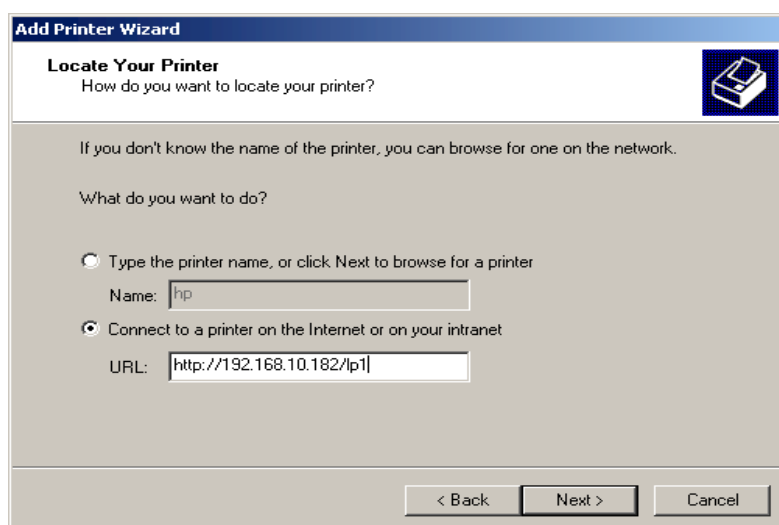 Add Printer Wizard
Locate Your Printer
How do you want to locate your printer?
If you don't know the name of the printer, you can browse for one on the network.
What do you want to do?
Type the printer name, or click Next to browse for a printer
Name: hp
Connect to a printer on the Internet or on your intranet
URL: http://192.168.10.182/lp1
< Back Next > Cancel